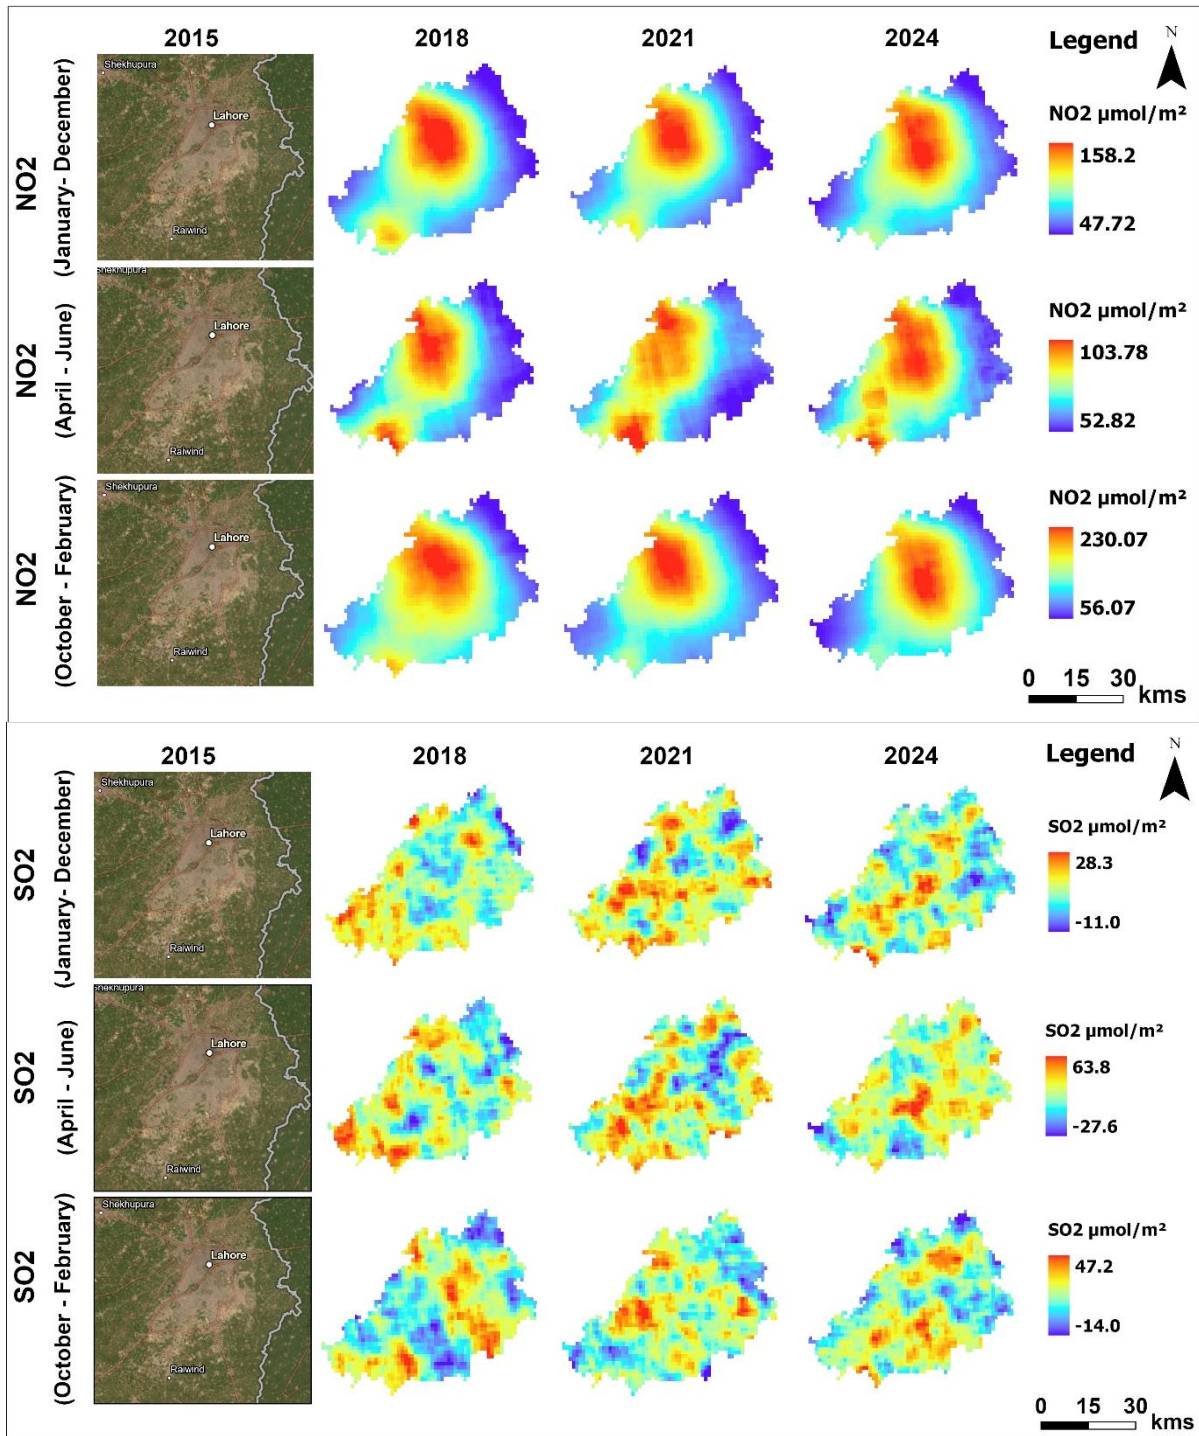 2015 2018 2021 2024 Legend
N
NO2
(January- December)
Shekhupura
Lahore
Raiwind
NO2 µmol/m²
158.2
47.72
NO2
(April - June)
Shekhupura
Lahore
Raiwind
NO2 µmol/m²
103.78
52.82
NO2
(October - February)
Shekhupura
Lahore
Raiwind
NO2 µmol/m²
230.07
56.07
0 15 30
kms
2015 2018 2021 2024 Legend
N
SO2
(January- December)
Shekhupura
Lahore
Raiwind
SO2 µmol/m²
28.3
-11.0
SO2
(April - June)
Shekhupura
Lahore
Raiwind
SO2 µmol/m²
63.8
-27.6
SO2
(October - February)
Shekhupura
Lahore
Raiwind
SO2 µmol/m²
47.2
-14.0
0 15 30
kms